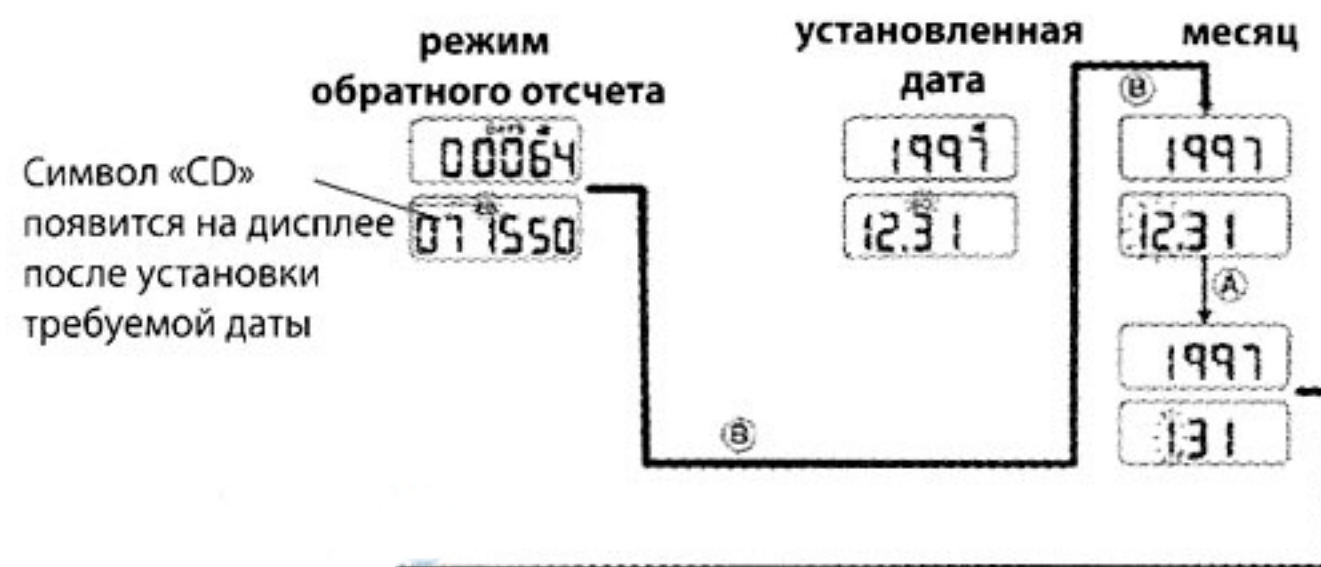 режим
обратного отсчета
установленная
дата
месяц
Символ «CD»
появится на дисплее
после установки
требуемой даты
00064
071550
1997
12.31
B
1997
12.31
A
1997
1.31
B